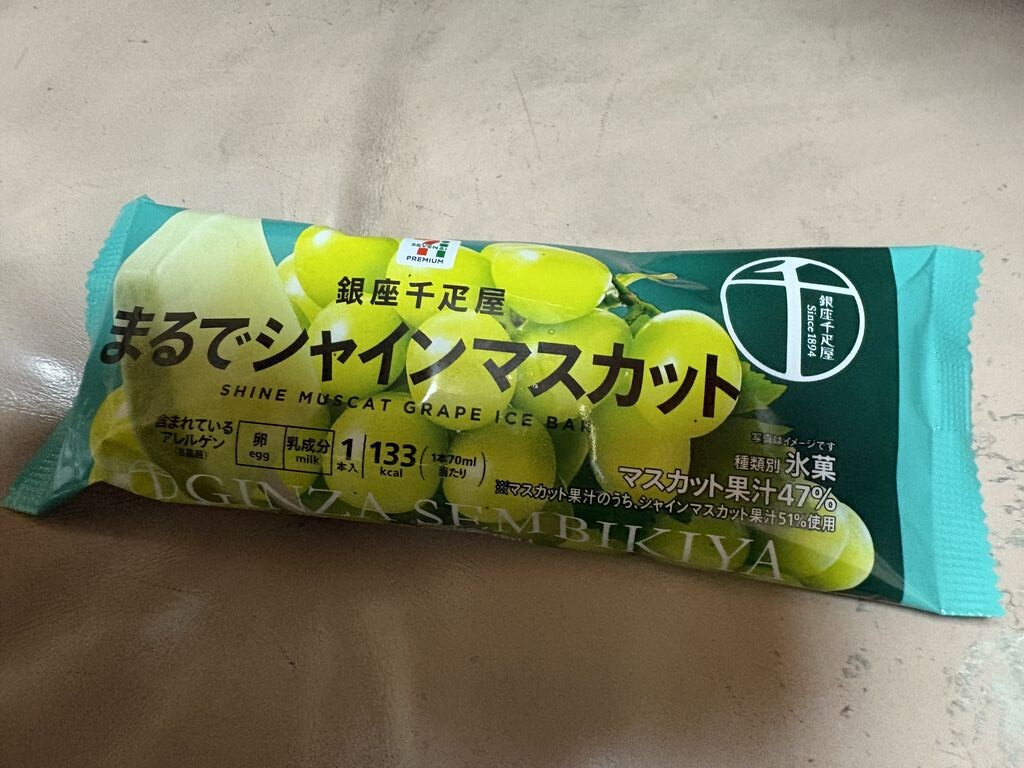 SEVEN
PREMIUM
銀座千疋屋
まるでシャインマスカット
SHINE MUSCAT GRAPE ICE BAR
銀座千疋屋
Since 1894
含まれている
アレルゲン
(28品目)
卵
egg
乳成分
milk
1
本入
133
kcal
(1本70ml
当たり)
写真はイメージです
種類別 氷菓
マスカット果汁47%
※マスカット果汁のうち、シャインマスカット果汁51%使用
GINZA SEMBIKIYA